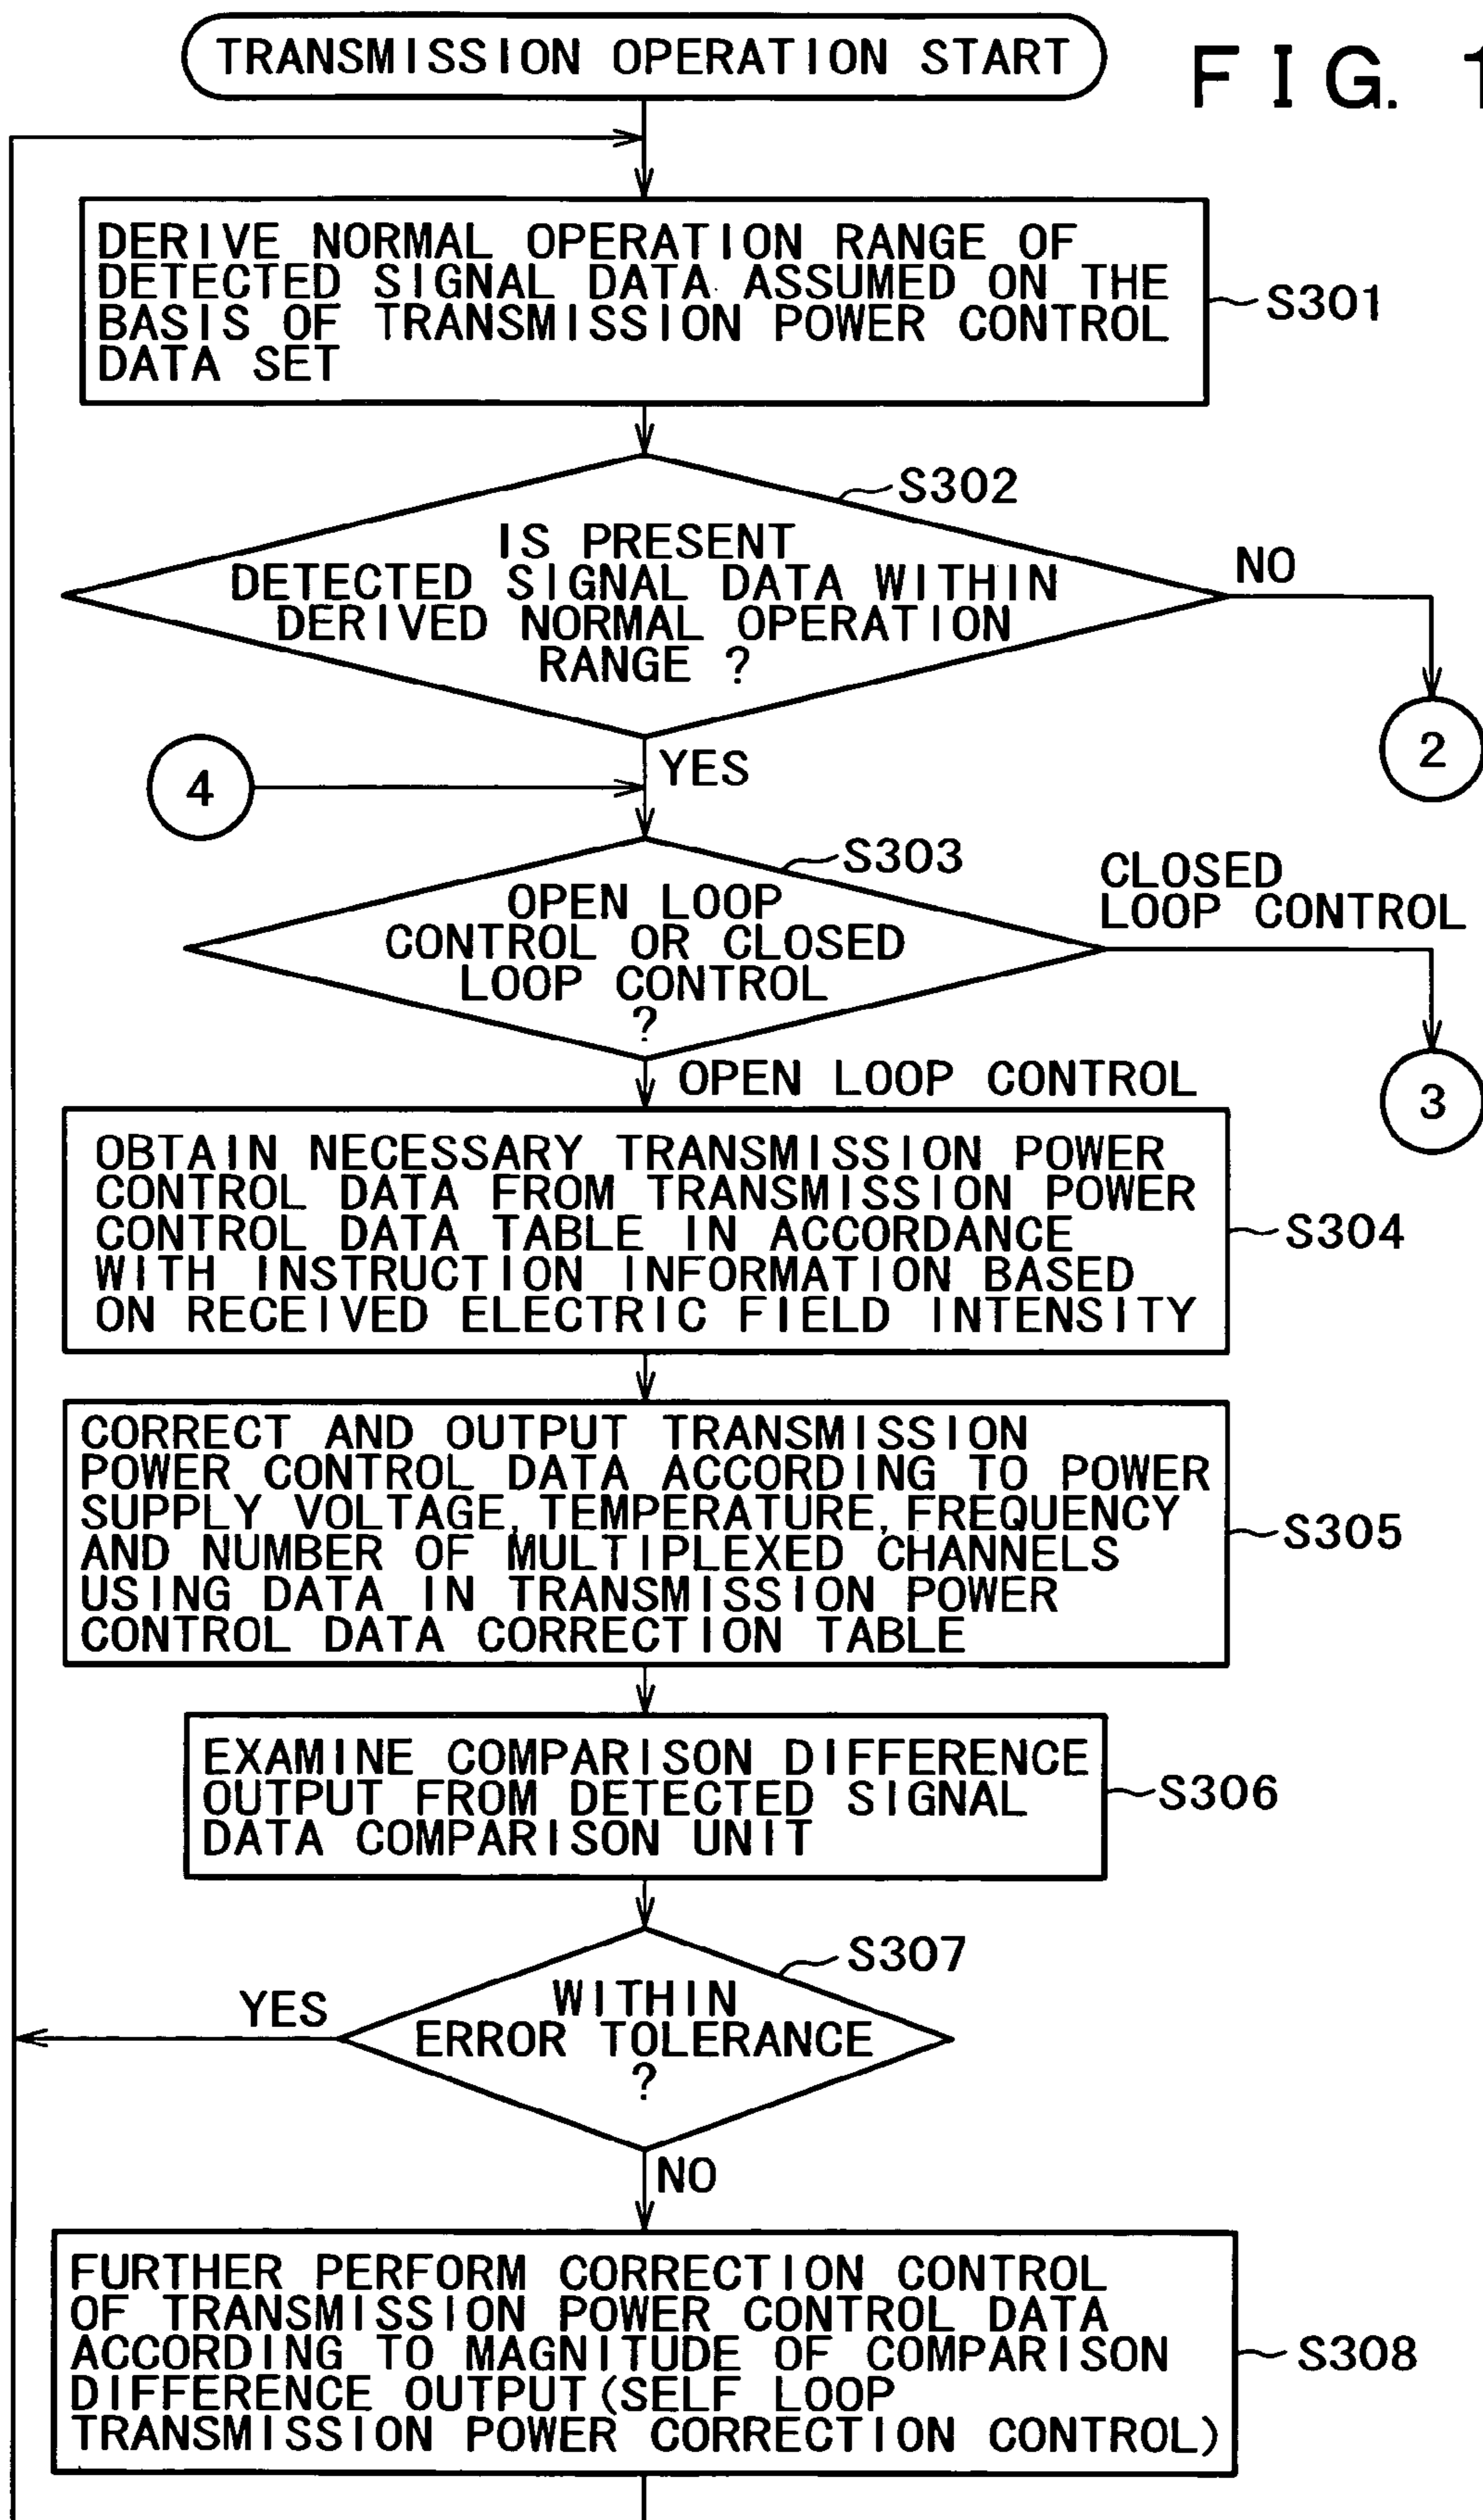 TRANSMISSION OPERATION START
FIG. 1
DERIVE NORMAL OPERATION RANGE OF
DETECTED SIGNAL DATA ASSUMED ON THE
BASIS OF TRANSMISSION POWER CONTROL
DATA SET
S301
S302
IS PRESENT
DETECTED SIGNAL DATA WITHIN
DERIVED NORMAL OPERATION
RANGE ?
NO
2
YES
4
S303
OPEN LOOP
CONTROL OR CLOSED
LOOP CONTROL
?
CLOSED
LOOP CONTROL
3
OPEN LOOP CONTROL
OBTAIN NECESSARY TRANSMISSION POWER
CONTROL DATA FROM TRANSMISSION POWER
CONTROL DATA TABLE IN ACCORDANCE
WITH INSTRUCTION INFORMATION BASED
ON RECEIVED ELECTRIC FIELD INTENSITY
S304
CORRECT AND OUTPUT TRANSMISSION
POWER CONTROL DATA ACCORDING TO POWER
SUPPLY VOLTAGE, TEMPERATURE, FREQUENCY
AND NUMBER OF MULTIPLEXED CHANNELS
USING DATA IN TRANSMISSION POWER
CONTROL DATA CORRECTION TABLE
S305
EXAMINE COMPARISON DIFFERENCE
OUTPUT FROM DETECTED SIGNAL
DATA COMPARISON UNIT
S306
S307
WITHIN
ERROR TOLERANCE
?
YES
NO
FURTHER PERFORM CORRECTION CONTROL
OF TRANSMISSION POWER CONTROL DATA
ACCORDING TO MAGNITUDE OF COMPARISON
DIFFERENCE OUTPUT (SELF LOOP
TRANSMISSION POWER CORRECTION CONTROL)
S308